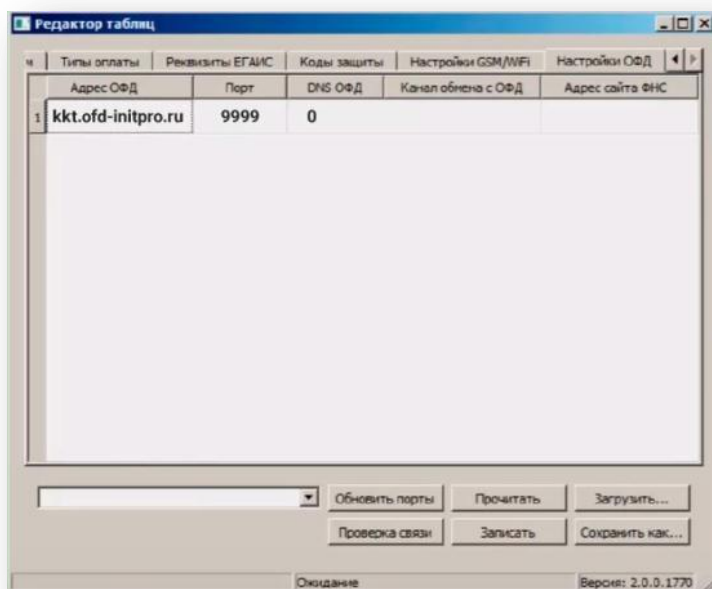 Редактор таблиц
и Типы оплаты Реквизиты ЕГАИС Коды защиты Настройки GSM/WiFi Настройки ОФД
Адрес ОФД Порт DNS ОФД Канал обмена с ОФД Адрес сайта ФНС
1 kkt.ofd-initpro.ru 9999 0
Обновить порты Прочитать Загрузить...
Проверка связи Записать Сохранить как...
Ожидание Версия: 2.0.0.1770